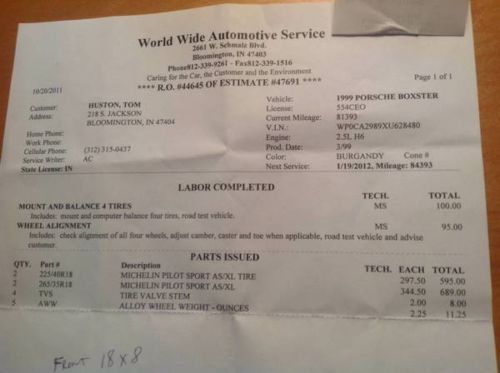 World Wide Automotive Service
2661 W. Schmalz Blvd.
Bloomington, IN 47403
Phone#812-339-9261 - Fax812-339-1516
Caring for the Car, the Customer and the Environment
10/20/2011 **** R.O. #44645 OF ESTIMATE #47691 **** Page 1 of 1
Customer: HUSTON, TOM Vehicle: 1999 PORSCHE BOXSTER
Address: 218 S. JACKSON License: 554CEO
BLOOMINGTON, IN 47404 Current Mileage: 81393
Home Phone: V.I.N.: WP0CA2989XU628480
Work Phone: Engine: 2.5L H6
Cellular Phone: (312) 315-0437 Prod. Date: 3/99
Service Writer: AC Color: BURGANDY Cone #
State License: IN Next Service: 1/19/2012, Mileage: 84393
LABOR COMPLETED
TECH. TOTAL
MOUNT AND BALANCE 4 TIRES MS 100.00
Includes: mount and computer balance four tires, road test vehicle.
WHEEL ALIGNMENT MS 95.00
Includes: check alignment of all four wheels, adjust camber, caster and toe when applicable, road test vehicle and advise
customer.
PARTS ISSUED
QTY. Part # Description TECH. EACH TOTAL
2 225/40R18 MICHELIN PILOT SPORT AS/XL TIRE 297.50 595.00
2 265/35R18 MICHELIN PILOT SPORT AS/XL 344.50 689.00
4 TVS TIRE VALVE STEM 2.00 8.00
5 AWW ALLOY WHEEL WEIGHT - OUNCES 2.25 11.25
Front 18 X 8